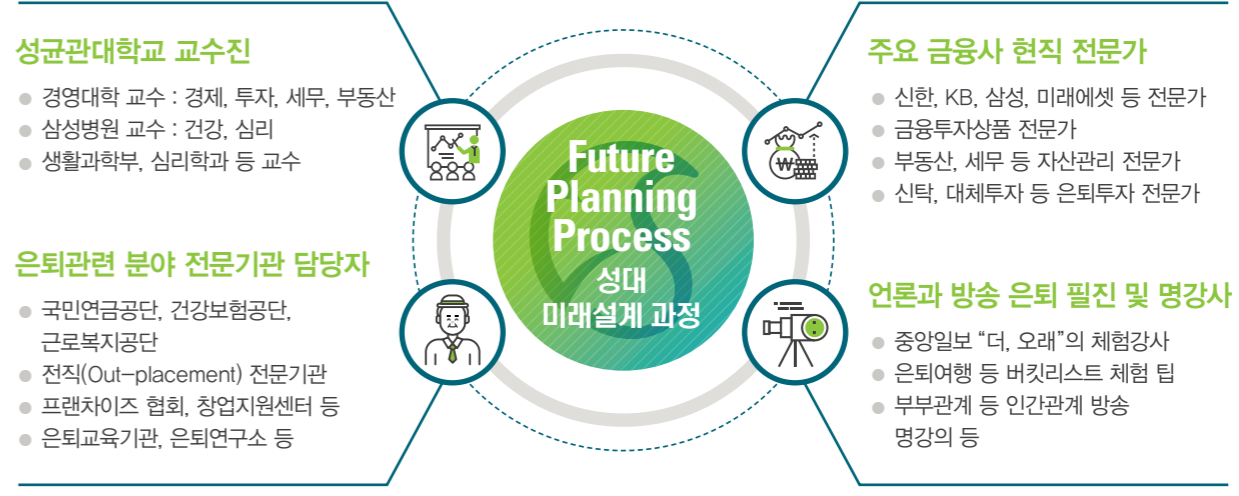 성균관대학교 교수진
경영대학 교수 : 경제, 투자, 세무, 부동산
삼성병원 교수 : 건강, 심리
생활과학부, 심리학과 등 교수
은퇴관련 분야 전문기관 담당자
국민연금공단, 건강보험공단,
근로복지공단
전직(Out-placement) 전문기관
프랜차이즈 협회, 창업지원센터 등
은퇴교육기관, 은퇴연구소 등
Future
Planning
Process
성대
미래설계 과정
주요 금융사 현직 전문가
신한, KB, 삼성, 미래에셋 등 전문가
금융투자상품 전문가
부동산, 세무 등 자산관리 전문가
신탁, 대체투자 등 은퇴투자 전문가
언론과 방송 은퇴 필진 및 명강사
중앙일보 “더, 오래”의 체험강사
은퇴여행 등 버킷리스트 체험 팁
부부관계 등 인간관계 방송
명강의 등